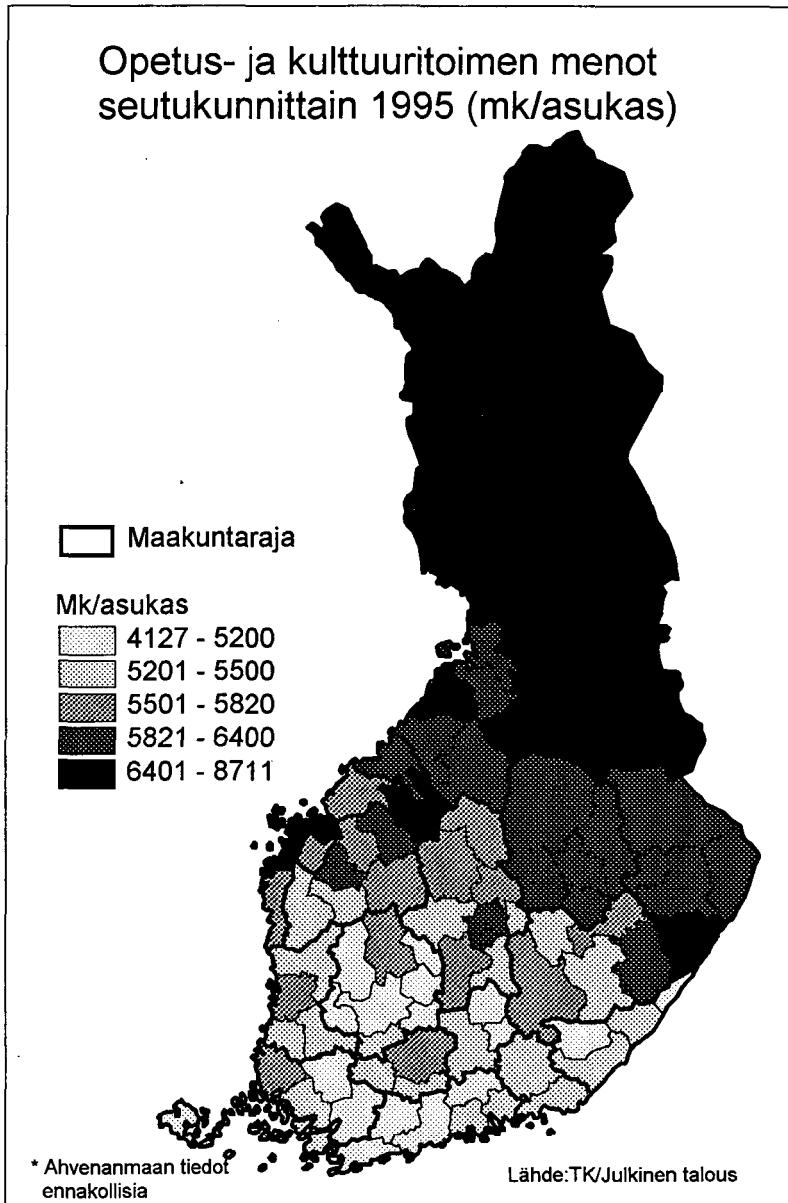 Opetus- ja kulttuuritoimen menot
seutukunnittain 1995 (mk/asukas)
Maakuntaraja
Mk/asukas
4127 - 5200
5201 - 5500
5501 - 5820
5821 - 6400
6401 - 8711
* Ahvenanmaan tiedot
ennakollisia
Lähde:TK/Julkinen talous